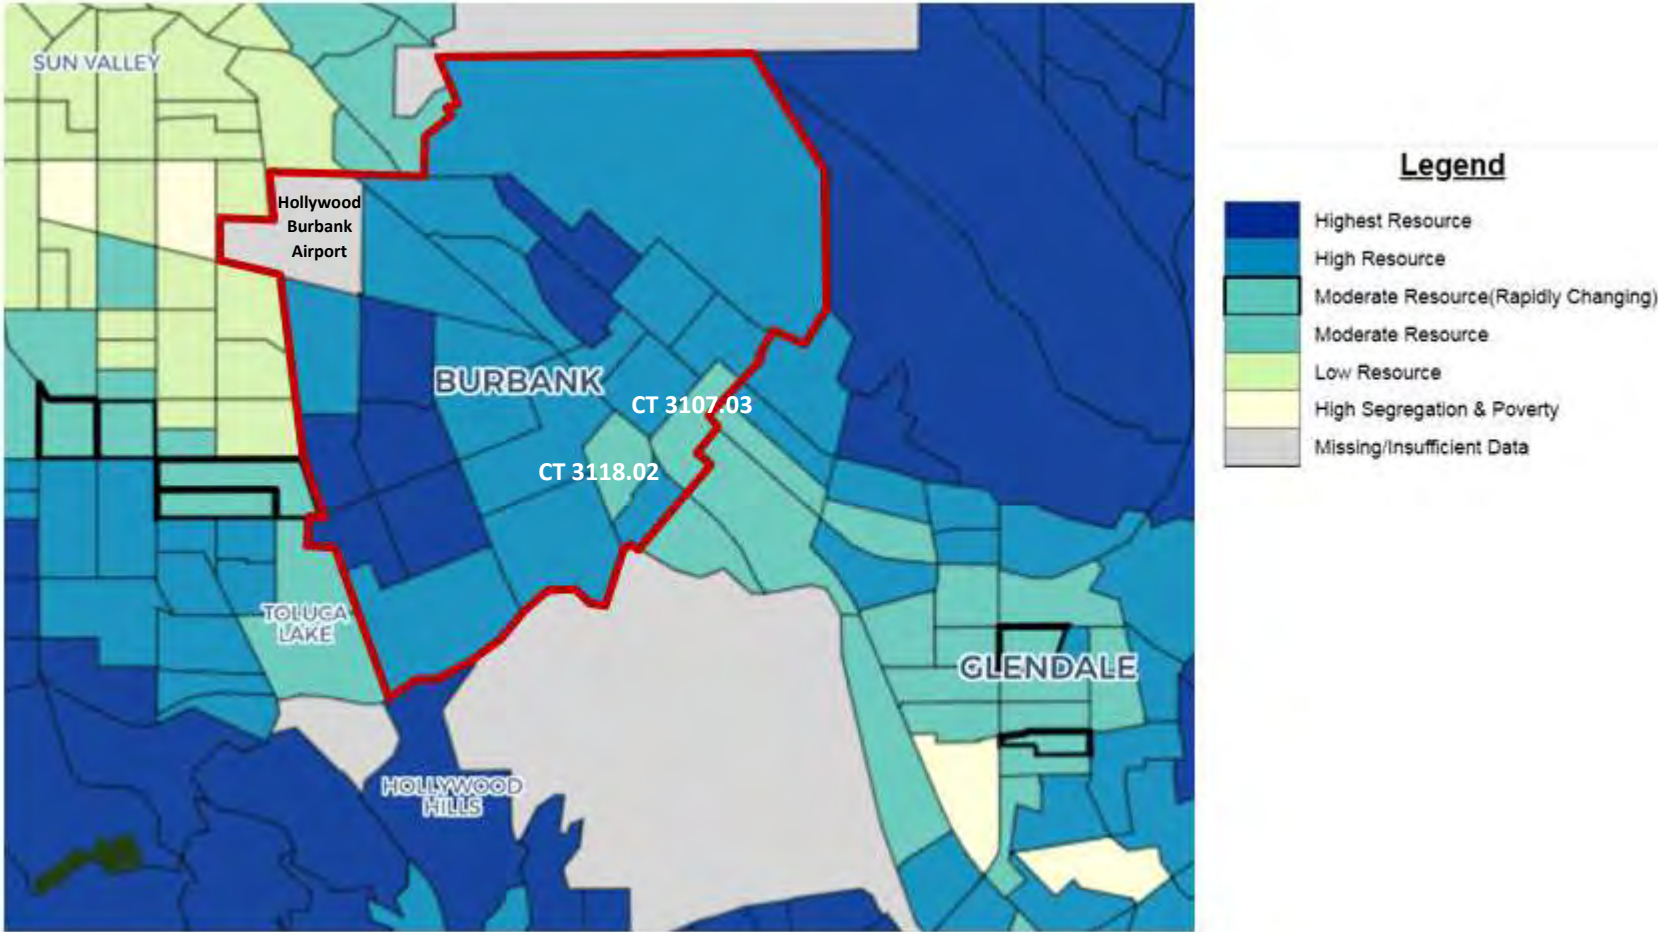 SUN VALLEY
Hollywood
Burbank
Airport
BURBANK
CT 3107.03
CT 3118.02
TOLUCA
LAKE
GLENDALE
HOLLYWOOD
HILLS
Legend
Highest Resource
High Resource
Moderate Resource(Rapidly Changing)
Moderate Resource
Low Resource
High Segregation & Poverty
Missing/Insufficient Data